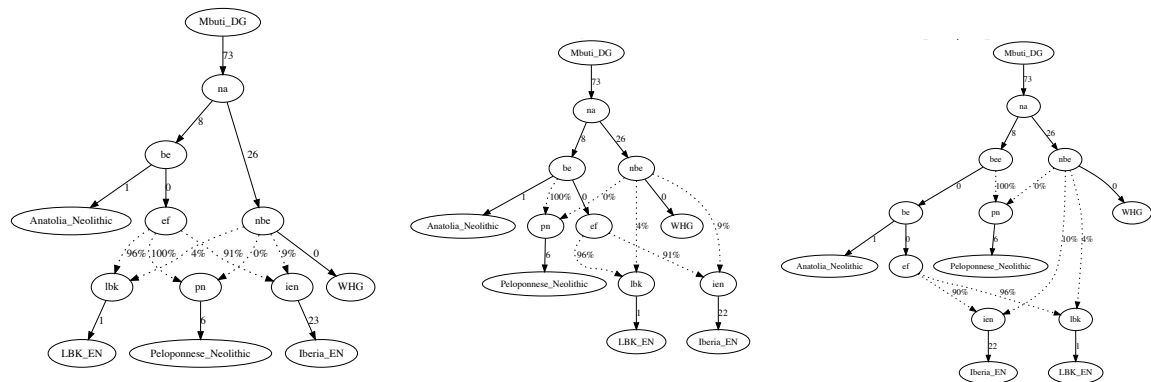 Mbuti_DG
73
na
8
26
be
1
0
Anatolia_Neolithic
ef
nbe
96%
100%
4%
91%
0%
9%
0
lbk
pn
ien
WHG
1
6
23
LBK_EN
Peloponnese_Neolithic
Iberia_EN
Mbuti_DG
73
na
8
26
be
nbe
1
100%
0
0%
4%
0
9%
Anatolia_Neolithic
pn
ef
WHG
6
96%
91%
Peloponnese_Neolithic
lbk
ien
1
22
LBK_EN
Iberia_EN
Mbuti_DG
73
na
8
26
bee
nbe
0
100%
0%
0
be
pn
WHG
1
0
6
10%
4%
Anatolia_Neolithic
ef
Peloponnese_Neolithic
90%
96%
ien
lbk
22
1
Iberia_EN
LBK_EN